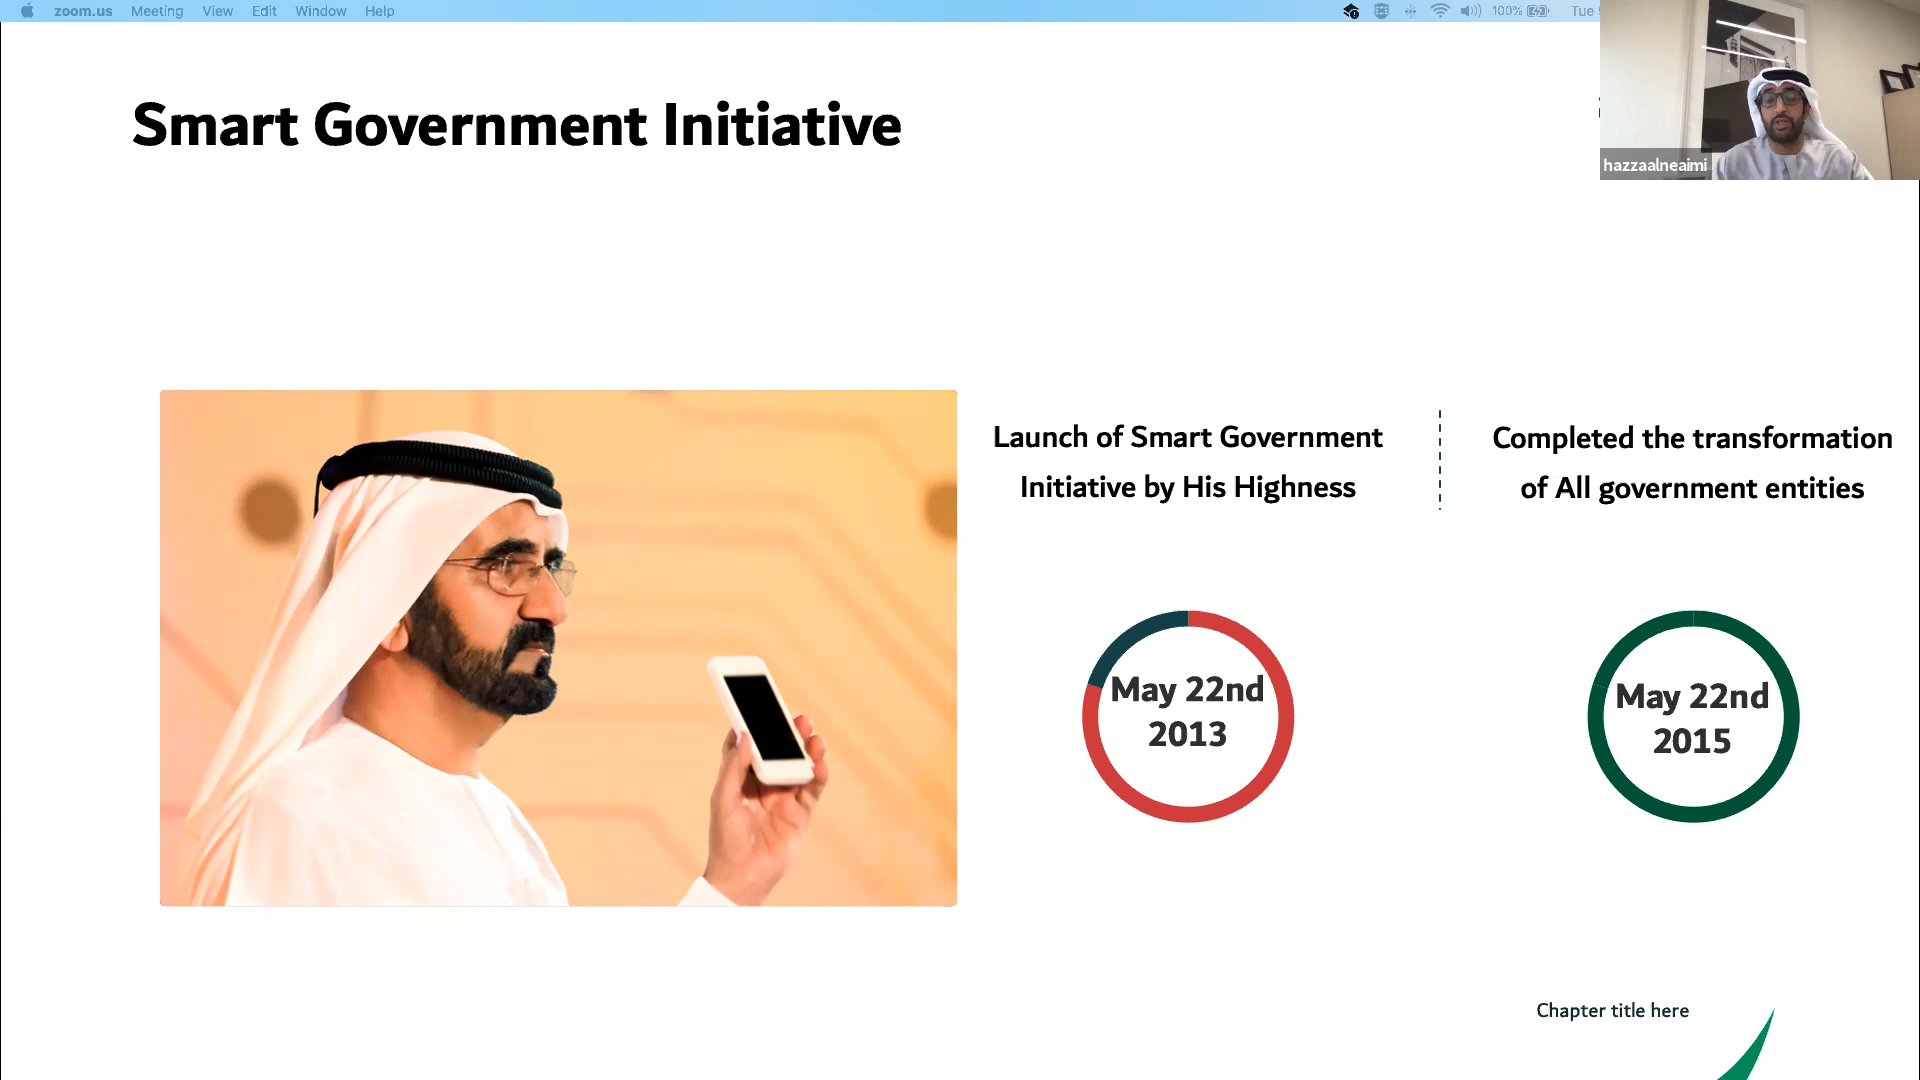 zoom.us Meeting View Edit Window Help
100% Tue
Smart Government Initiative
hazzaalneaimi
Launch of Smart Government
Initiative by His Highness
Completed the transformation
of All government entities
May 22nd
2013
May 22nd
2015
Chapter title here